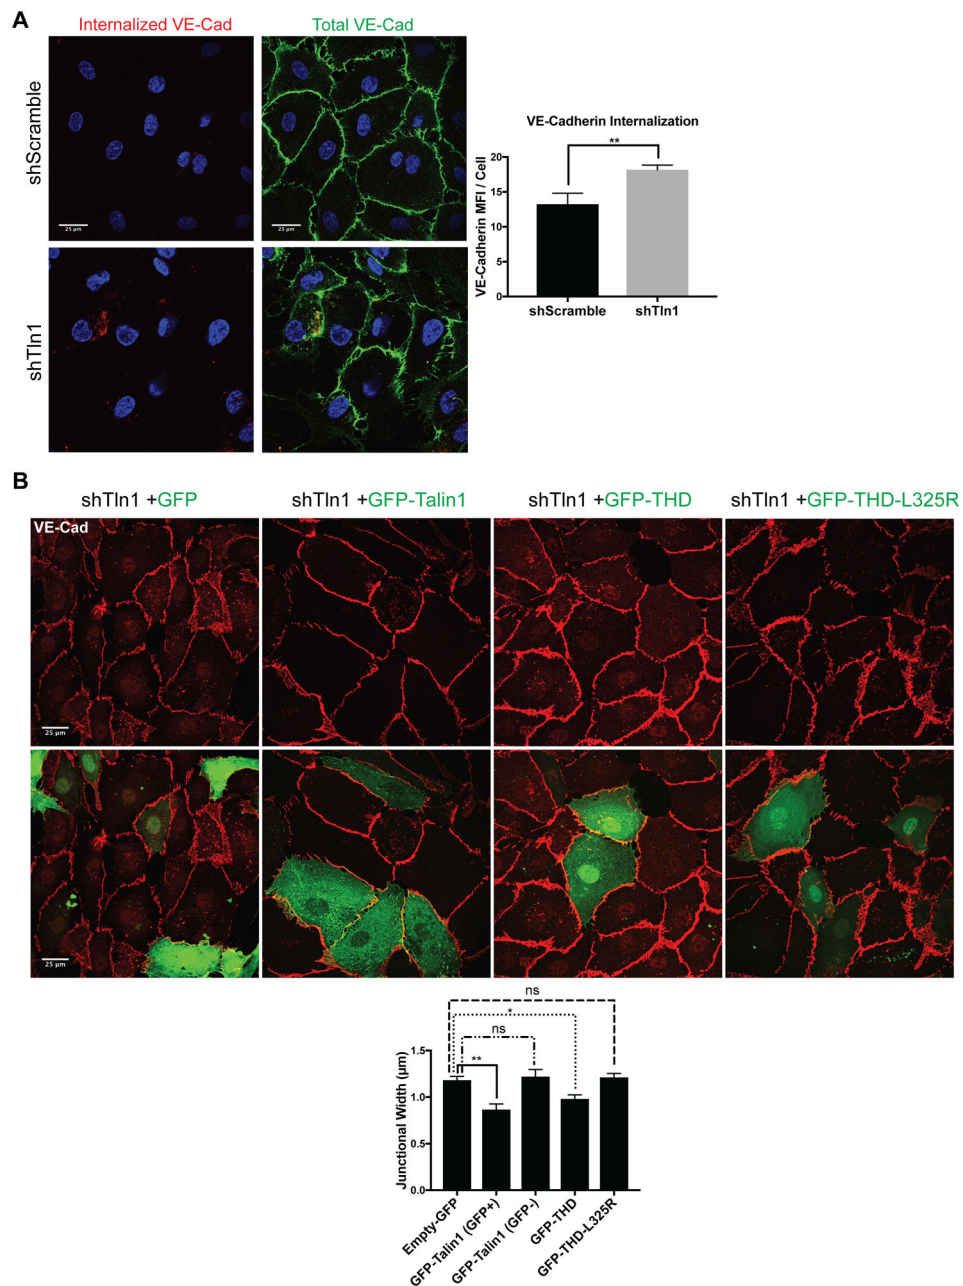 A
Internalized VE-Cad
Total VE-Cad
shScramble
25 µm
25 µm
shTln1
VE-Cadherin Internalization
**
VE-Cadherin MFI / Cell
20
15
10
5
0
shScramble
shTln1
B
shTln1 +GFP
shTln1 +GFP-Talin1
shTln1 +GFP-THD
shTln1 +GFP-THD-L325R
VE-Cad
25 µm
25 µm
ns
*
ns
**
Junctional Width (µm)
1.5
1.0
0.5
0.0
Empty-GFP
GFP-Talin1 (GFP+)
GFP-Talin1 (GFP-)
GFP-THD
GFP-THD-L325R